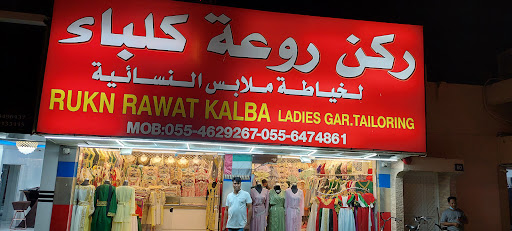 ركن روعة كلباء
لخياطة ملابس النسائية
RUKN RAWAT KALBA LADIES GAR.TAILORING
MOB:055-4629267-055-6474861